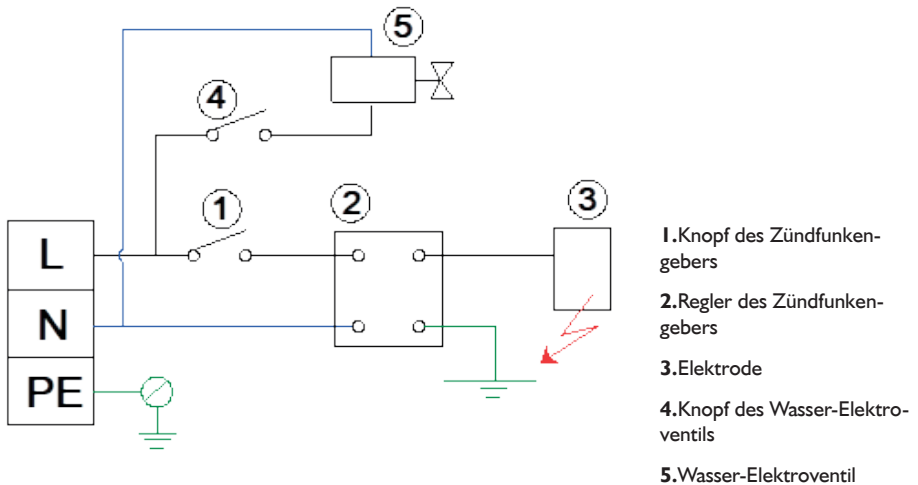 5
4
1
2
3
L
N
PE
1.Knopf des Zündfunken-
gebers
2.Regler des Zündfunken-
gebers
3.Elektrode
4.Knopf des Wasser-Elektro-
ventils
5.Wasser-Elektroventil